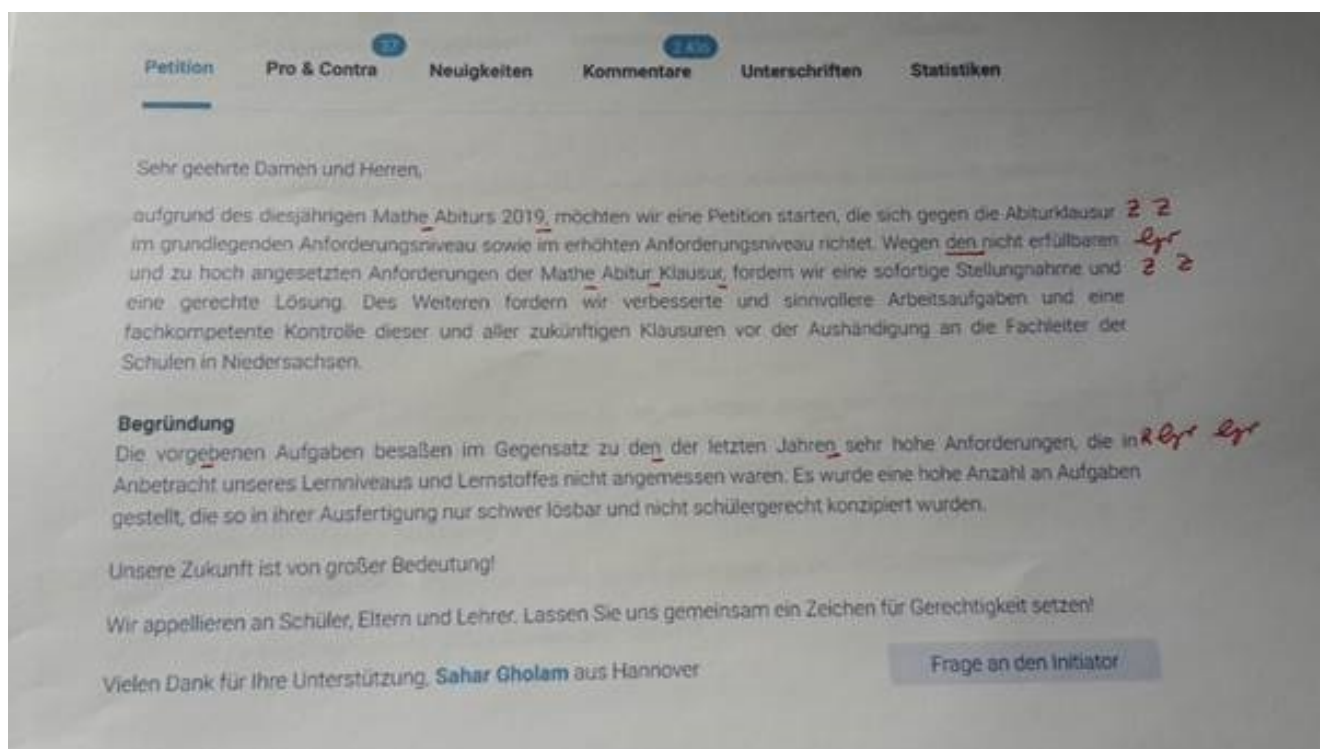 37 2.436
Petition Pro & Contra Neuigkeiten Kommentare Unterschriften Statistiken
Sehr geehrte Damen und Herren,
aufgrund des diesjährigen Mathe Abiturs 2019, möchten wir eine Petition starten, die sich gegen die Abiturklausur Z Z
im grundlegenden Anforderungsniveau sowie im erhöhten Anforderungsniveau richtet. Wegen den nicht erfüllbaren Gr
und zu hoch angesetzten Anforderungen der Mathe Abitur Klausur, fordern wir eine sofortige Stellungnahme und Z Z
eine gerechte Lösung. Des Weiteren fordern wir verbesserte und sinnvollere Arbeitsaufgaben und eine
fachkompetente Kontrolle dieser und aller zukünftigen Klausuren vor der Aushändigung an die Fachleiter der
Schulen in Niedersachsen.
Begründung
Die vorgebenen Aufgaben besaßen im Gegensatz zu den der letzten Jahren sehr hohe Anforderungen, die in R Gr Gr
Anbetracht unseres Lernniveaus und Lernstoffes nicht angemessen waren. Es wurde eine hohe Anzahl an Aufgaben
gestellt, die so in ihrer Ausfertigung nur schwer lösbar und nicht schülergerecht konzipiert wurden.
Unsere Zukunft ist von großer Bedeutung!
Wir appellieren an Schüler, Eltern und Lehrer. Lassen Sie uns gemeinsam ein Zeichen für Gerechtigkeit setzen!
Vielen Dank für Ihre Unterstützung, Sahar Gholam aus Hannover
Frage an den Initiator